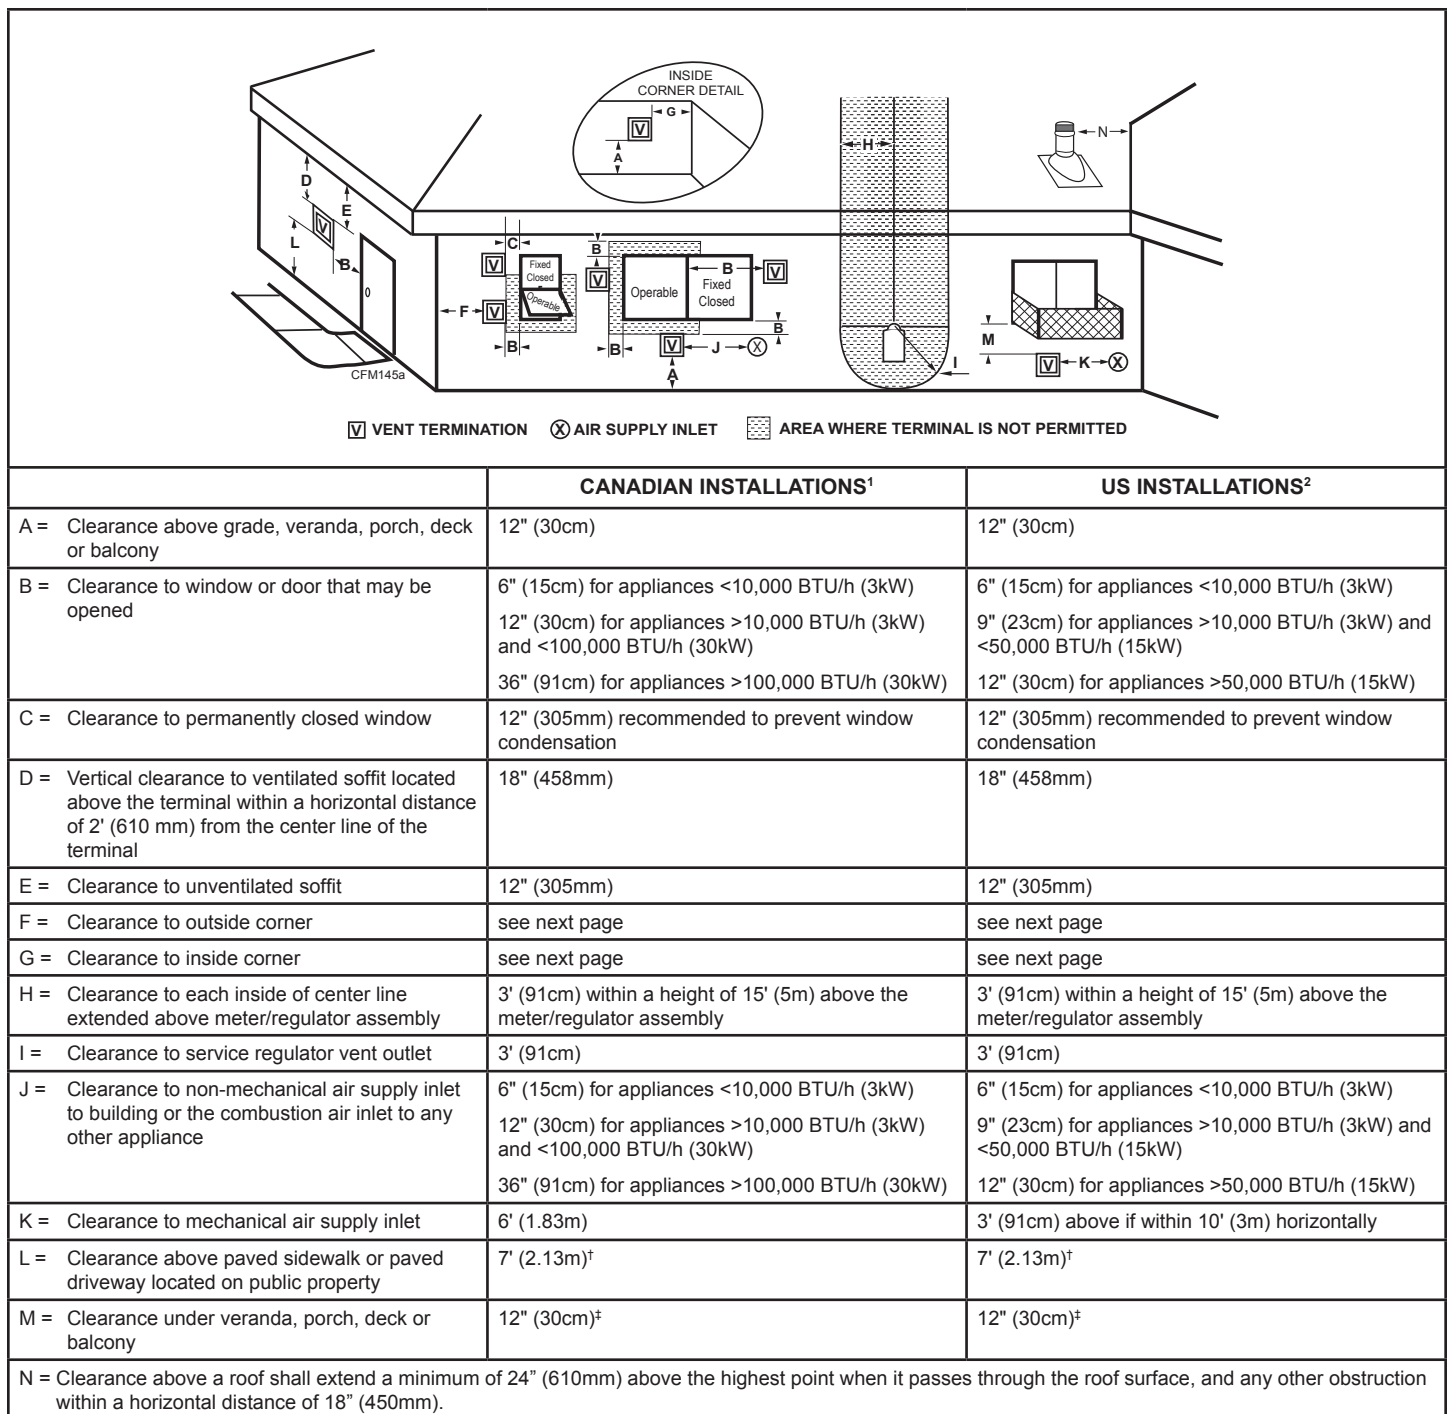 INSIDE
CORNER DETAIL
G
V
A
H
N
D
E
V
L
B
C
V
Fixed
Closed
Operable
F
V
B
B
V
Operable
B
V
Fixed
Closed
B
B
V
J
X
A
I
M
V
K
X
CFM145a
V VENT TERMINATION X AIR SUPPLY INLET AREA WHERE TERMINAL IS NOT PERMITTED
CANADIAN INSTALLATIONS¹ US INSTALLATIONS²
A = Clearance above grade, veranda, porch, deck
or balcony
12" (30cm)
12" (30cm)
B = Clearance to window or door that may be
opened
6" (15cm) for appliances <10,000 BTU/h (3kW)
12" (30cm) for appliances >10,000 BTU/h (3kW)
and <100,000 BTU/h (30kW)
36" (91cm) for appliances >100,000 BTU/h (30kW)
6" (15cm) for appliances <10,000 BTU/h (3kW)
9" (23cm) for appliances >10,000 BTU/h (3kW) and
<50,000 BTU/h (15kW)
12" (30cm) for appliances >50,000 BTU/h (15kW)
C = Clearance to permanently closed window
12" (305mm) recommended to prevent window
condensation
12" (305mm) recommended to prevent window
condensation
D = Vertical clearance to ventilated soffit located
above the terminal within a horizontal distance
of 2' (610 mm) from the center line of the
terminal
18" (458mm)
18" (458mm)
E = Clearance to unventilated soffit
12" (305mm)
12" (305mm)
F = Clearance to outside corner
see next page
see next page
G = Clearance to inside corner
see next page
see next page
H = Clearance to each inside of center line
extended above meter/regulator assembly
3' (91cm) within a height of 15' (5m) above the
meter/regulator assembly
3' (91cm) within a height of 15' (5m) above the
meter/regulator assembly
I = Clearance to service regulator vent outlet
3' (91cm)
3' (91cm)
J = Clearance to non-mechanical air supply inlet
to building or the combustion air inlet to any
other appliance
6" (15cm) for appliances <10,000 BTU/h (3kW)
12" (30cm) for appliances >10,000 BTU/h (3kW)
and <100,000 BTU/h (30kW)
36" (91cm) for appliances >100,000 BTU/h (30kW)
6" (15cm) for appliances <10,000 BTU/h (3kW)
9" (23cm) for appliances >10,000 BTU/h (3kW) and
<50,000 BTU/h (15kW)
12" (30cm) for appliances >50,000 BTU/h (15kW)
K = Clearance to mechanical air supply inlet
6' (1.83m)
3' (91cm) above if within 10' (3m) horizontally
L = Clearance above paved sidewalk or paved
driveway located on public property
7' (2.13m)†
7' (2.13m)†
M = Clearance under veranda, porch, deck or
balcony
12" (30cm)‡
12" (30cm)‡
N = Clearance above a roof shall extend a minimum of 24” (610mm) above the highest point when it passes through the roof surface, and any other obstruction
within a horizontal distance of 18” (450mm).